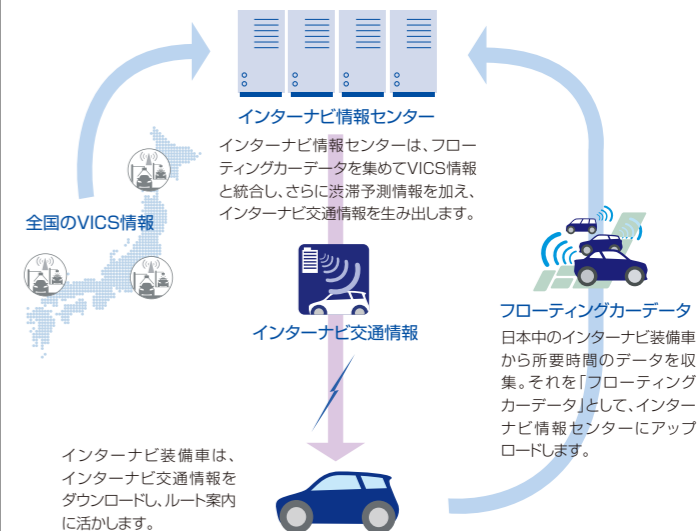 インターナビ情報センター
インターナビ情報センターは、フロー
ティングカーデータを集めてVICS情報
と統合し、さらに渋滞予測情報を加え、
インターナビ交通情報を生み出します。
全国のVICS情報
インターナビ交通情報
フローティングカーデータ
日本中のインターナビ装備車
から所要時間のデータを収
集。それを「フローティング
カーデータ」として、インター
ナビ情報センターにアップ
ロードします。
インターナビ装備車は、
インターナビ交通情報を
ダウンロードし、ルート案内
に活かします。